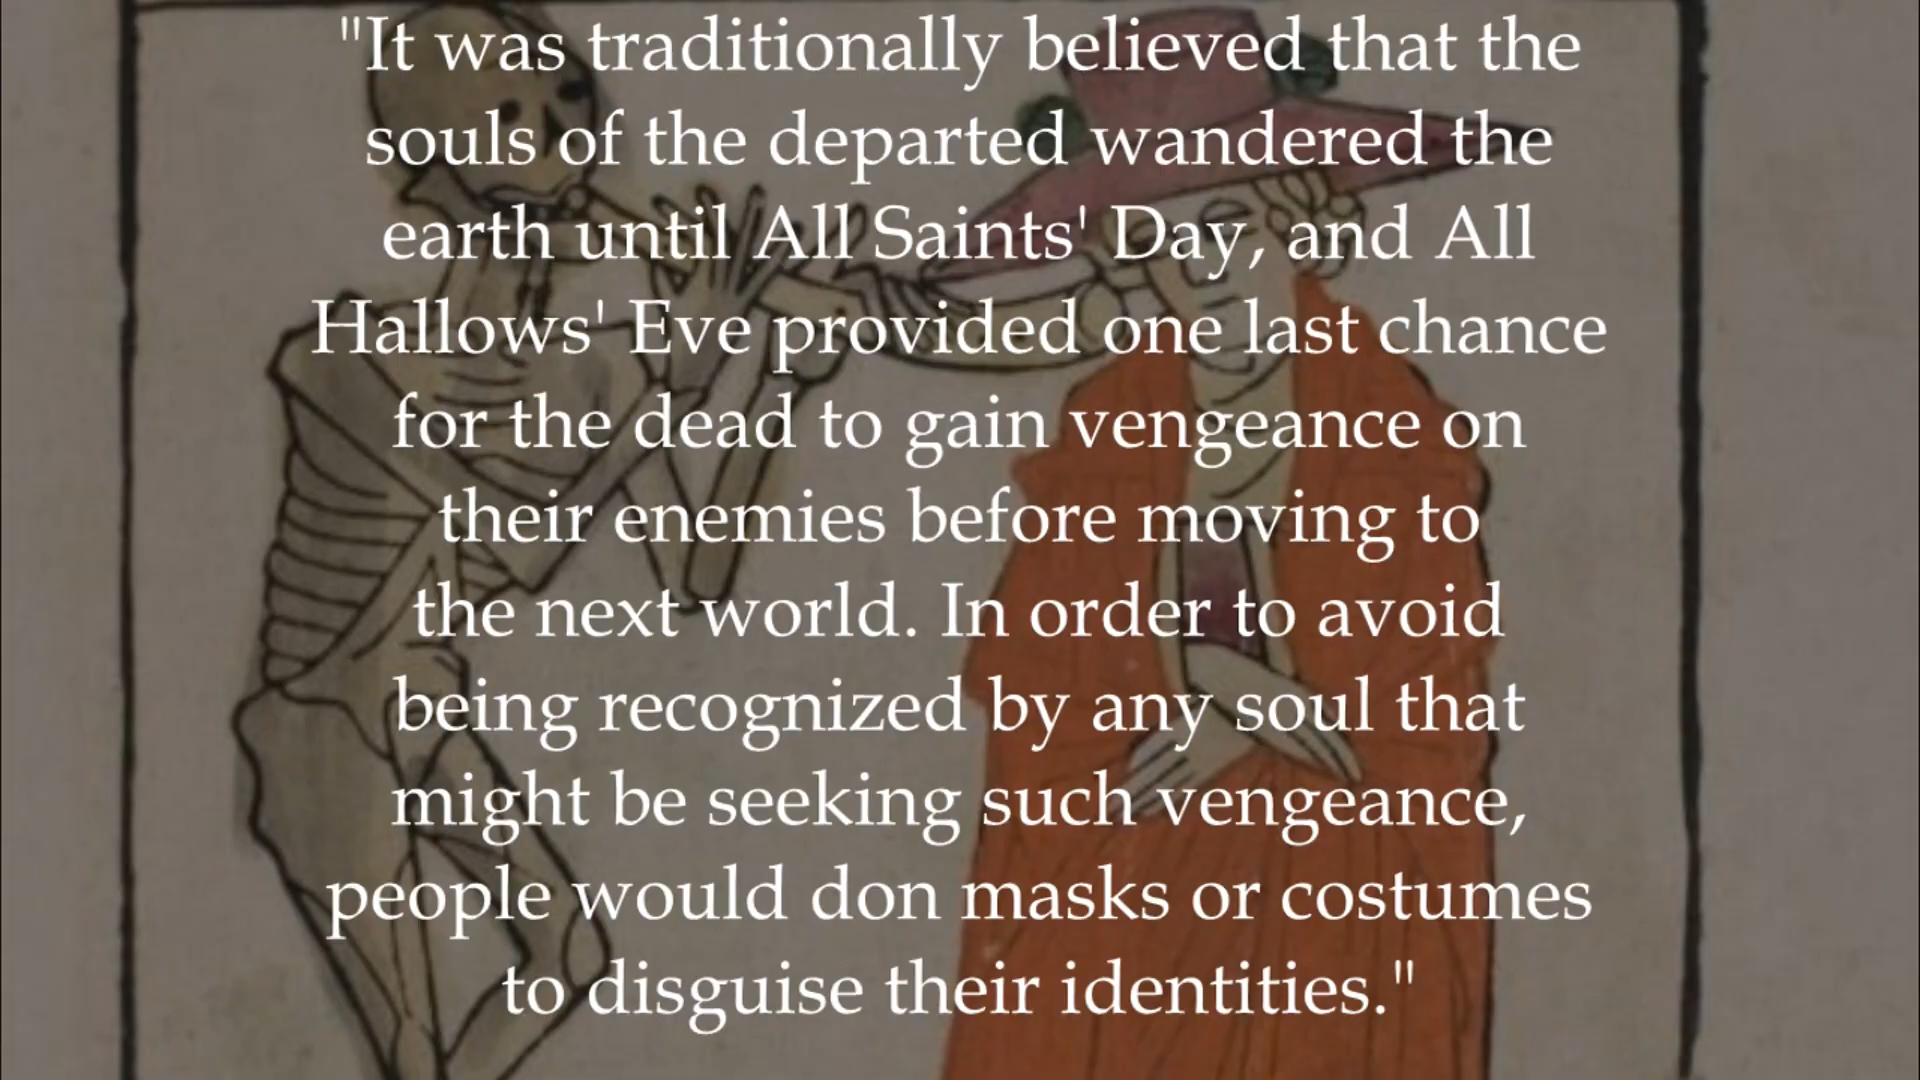 "It was traditionally believed that the
souls of the departed wandered the
earth until All Saints' Day, and All
Hallows' Eve provided one last chance
for the dead to gain vengeance on
their enemies before moving to
the next world. In order to avoid
being recognized by any soul that
might be seeking such vengeance,
people would don masks or costumes
to disguise their identities."